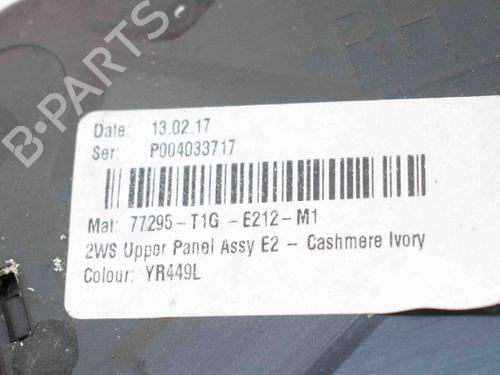 RH
B-PARTS
Date: 13.02.17
Ser: P004033717
Mat: 77295-T1G -E212-M1
2WS Upper Panel Assy E2 - Cashmere Ivory
Colour: YR449L